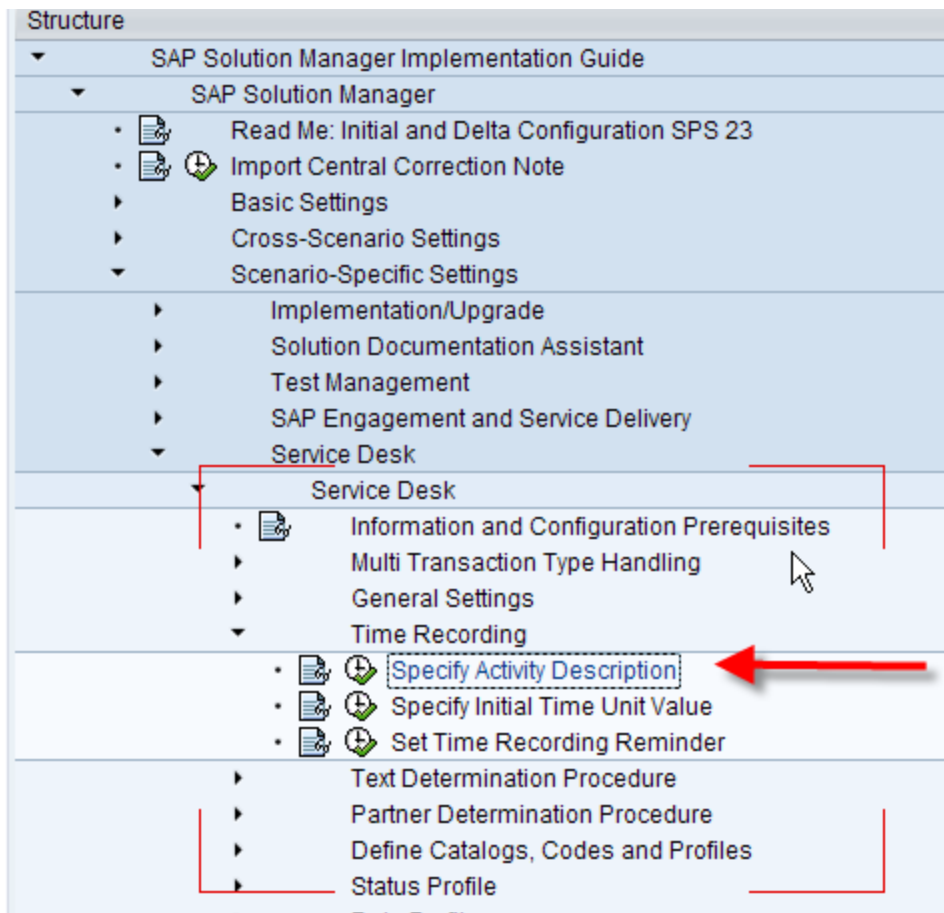 Structure
SAP Solution Manager Implementation Guide
SAP Solution Manager
Read Me: Initial and Delta Configuration SPS 23
Import Central Correction Note
Basic Settings
Cross-Scenario Settings
Scenario-Specific Settings
Implementation/Upgrade
Solution Documentation Assistant
Test Management
SAP Engagement and Service Delivery
Service Desk
Service Desk
Information and Configuration Prerequisites
Multi Transaction Type Handling
General Settings
Time Recording
Specify Activity Description
Specify Initial Time Unit Value
Set Time Recording Reminder
Text Determination Procedure
Partner Determination Procedure
Define Catalogs, Codes and Profiles
Status Profile